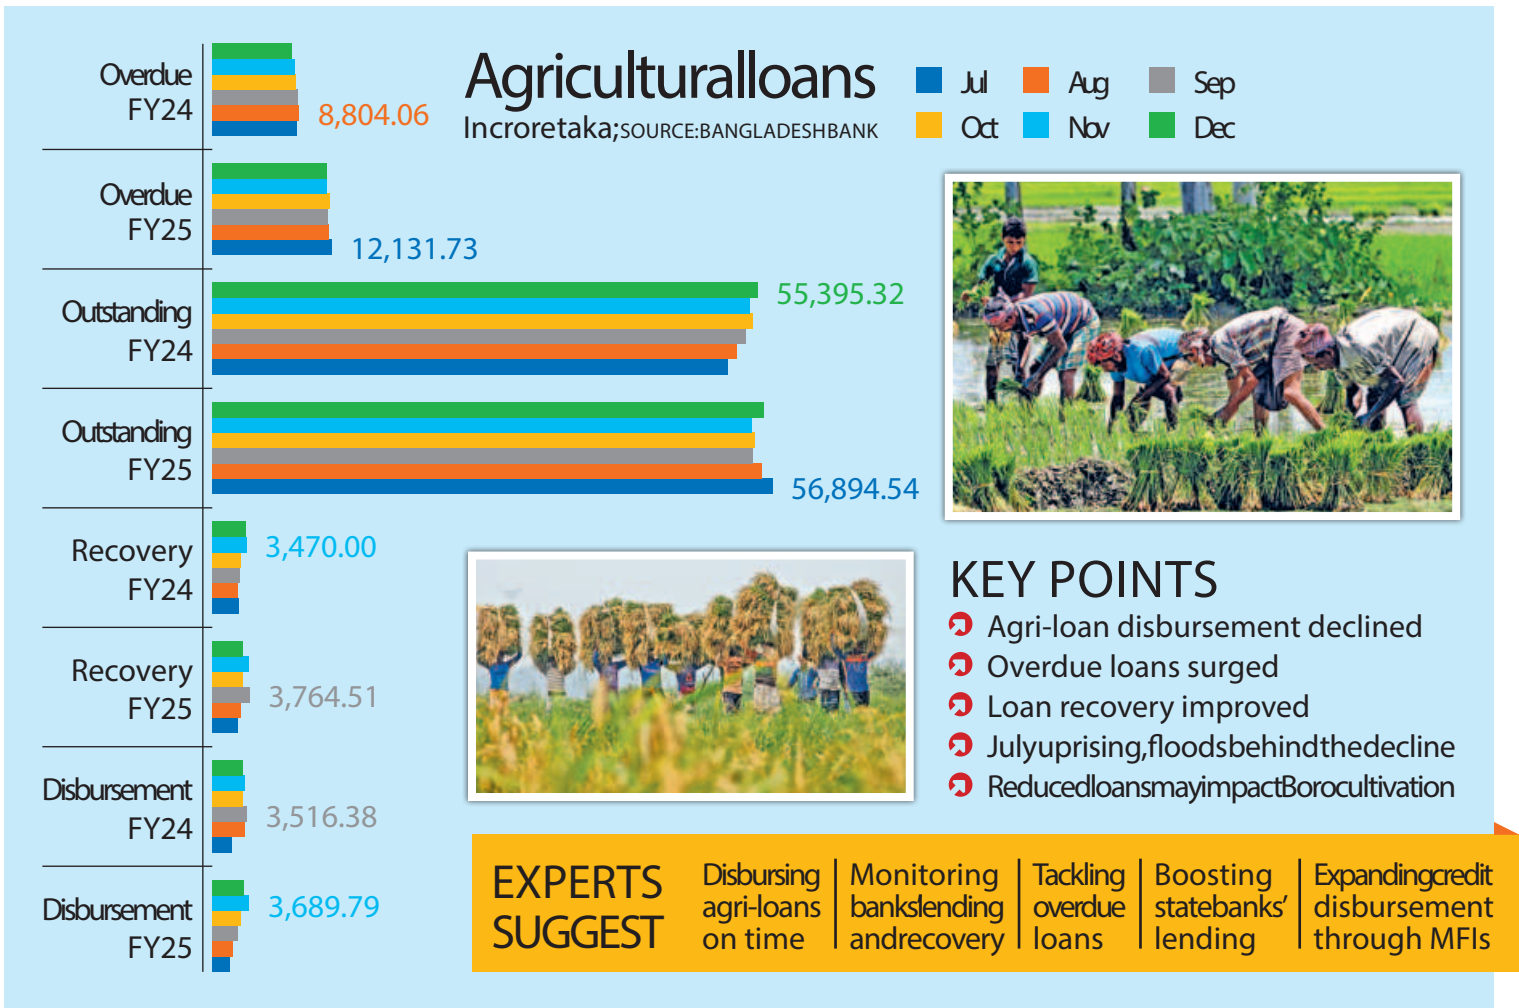 Agriculturalloans
Incroretaka;SOURCE:BANGLADESHBANK
Jul
Aug
Sep
Oct
Nov
Dec
Overdue
FY24
8,804.06
Overdue
FY25
12,131.73
Outstanding
FY24
55,395.32
Outstanding
FY25
56,894.54
Recovery
FY24
3,470.00
Recovery
FY25
3,764.51
Disbursement
FY24
3,516.38
Disbursement
FY25
3,689.79
KEY POINTS
Agri-loan disbursement declined
Overdue loans surged
Loan recovery improved
Julyuprising,floodsbehindthedecline
ReducedloansmayimpactBorocultivation
EXPERTS
SUGGEST
Disbursing
agri-loans
on time
Monitoring
banks'lending
andrecovery
Tackling
overdue
loans
Boosting
statebanks’
lending
Expandingcredit
disbursement
through MFIs